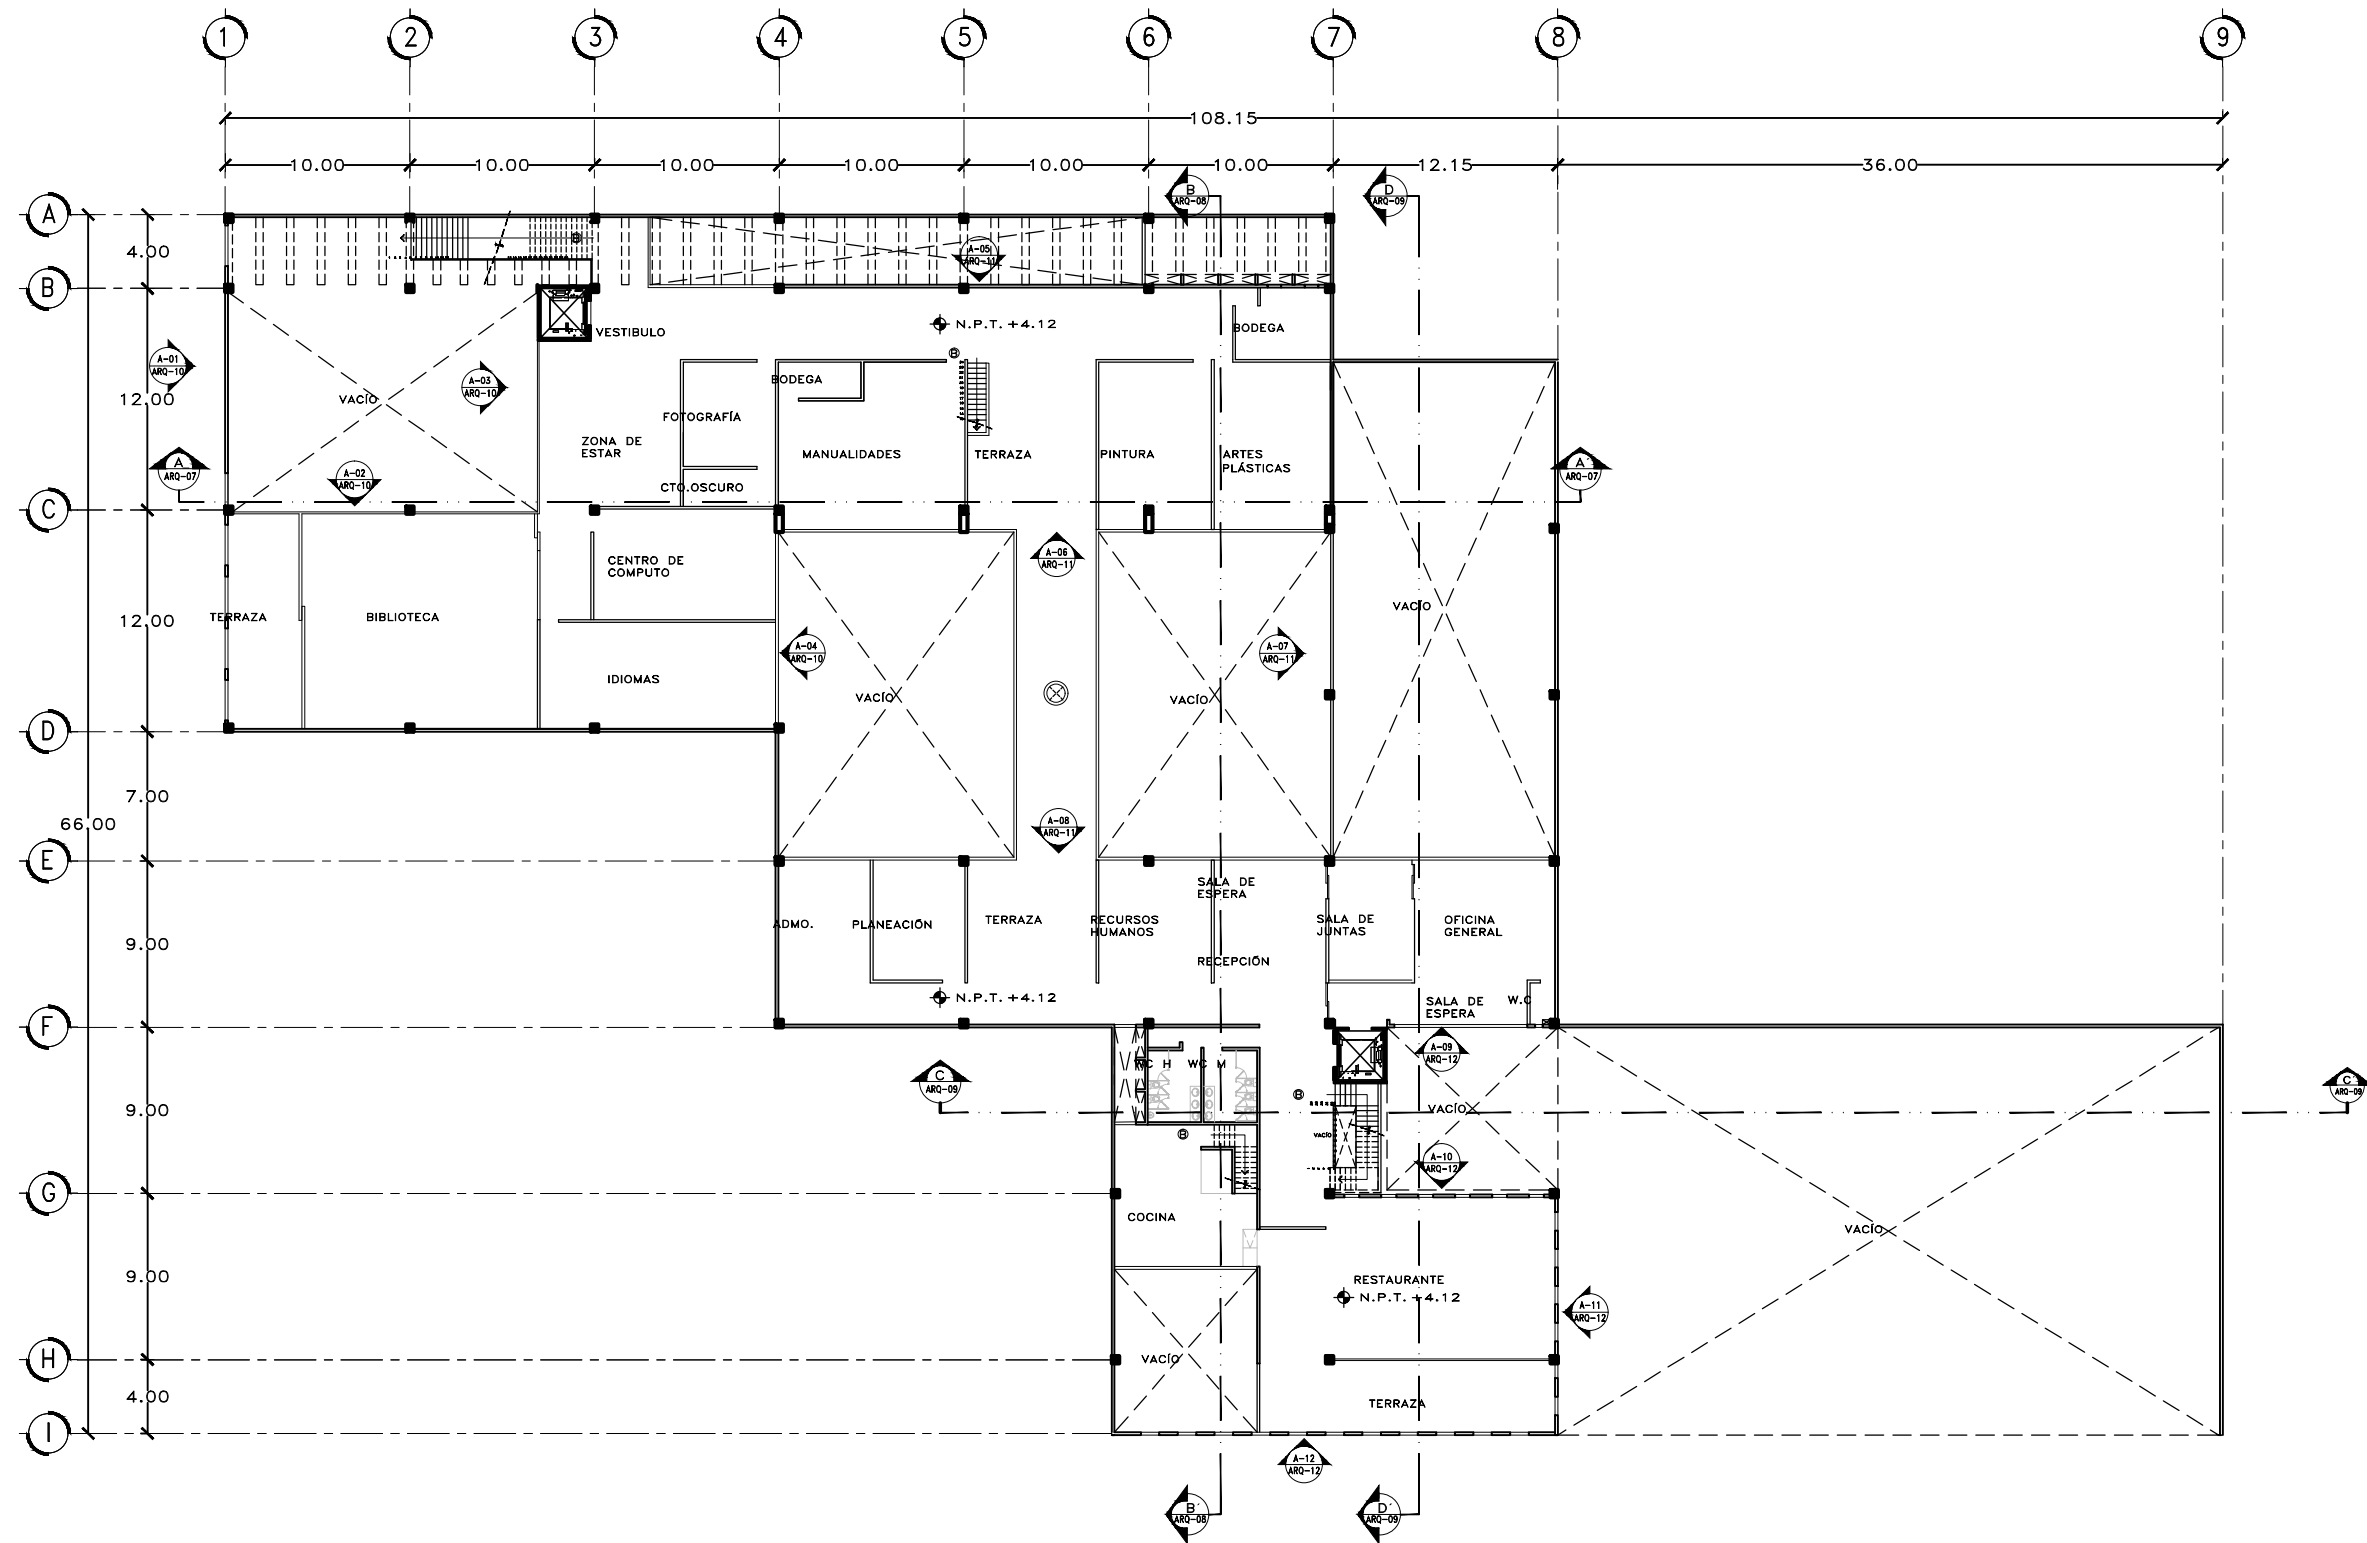 1 2 3 4 5 6 7 8 9
108.15
10.00 10.00 10.00 10.00 10.00 10.00 12.15 36.00
B
ARQ-08
D
ARQ-09
A
4.00
A-05
ARQ-11
B
VESTIBULO
N.P.T. +4.12
BODEGA
A-01
ARQ-10
A-03
ARQ-10
BODEGA
12.00
VACÍO
FOTOGRAFÍA
ZONA DE
ESTAR
MANUALIDADES
TERRAZA
PINTURA
ARTES
PLÁSTICAS
A
ARQ-07
A-02
ARQ-10
CTO.OSCURO
A´
ARQ-07
C
CENTRO DE
COMPUTO
A-06
ARQ-11
VACÍO
12.00
TERRAZA
BIBLIOTECA
A-04
ARQ-10
A-07
ARQ-11
IDIOMAS
VACÍO
VACÍO
D
7.00
66.00
A-08
ARQ-11
E
SALA DE
ESPERA
ADMO.
PLANEACIÓN
TERRAZA
RECURSOS
HUMANOS
SALA DE
JUNTAS
OFICINA
GENERAL
9.00
RECEPCIÓN
N.P.T. +4.12
SALA DE
ESPERA
W.C
F
WC H
WC M
A-09
ARQ-12
C
ARQ-09
C´
ARQ-09
9.00
B
B
VACÍO
VACÍO
A-10
ARQ-12
G
COCINA
VACÍO
9.00
RESTAURANTE
N.P.T. +4.12
A-11
ARQ-12
H
VACÍO
4.00
TERRAZA
I
A-12
ARQ-12
B´
ARQ-08
D´
ARQ-09